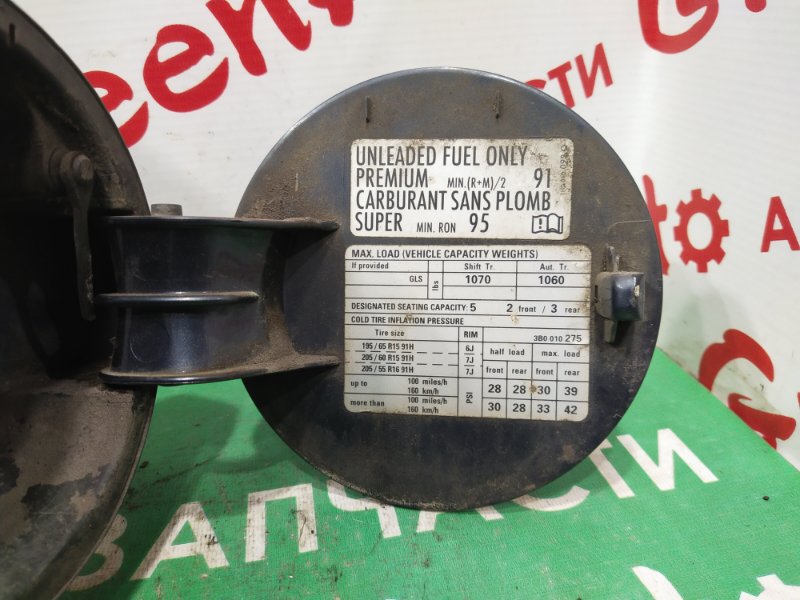 UNLEADED FUEL ONLY
PREMIUM MIN.(R+M)/2 91
CARBURANT SANS PLOMB
SUPER MIN. RON 95
MAX. LOAD (VEHICLE CAPACITY WEIGHTS)
If provided Shift Tr. Aut. Tr.
GLS lbs 1070 1060
DESIGNATED SEATING CAPACITY: 5 2 front / 3 rear
COLD TIRE INFLATION PRESSURE
3B0 010 275
Tire size RIM
195/65 R15 91H 6J half load max. load
205/60 R15 91H 7J
205/55 R16 91H 7J front rear front rear
up to 100 miles/h
160 km/h PSI 28 28 30 39
more than 100 miles/h
160 km/h 30 28 33 42
ЗАПЧАСТИ